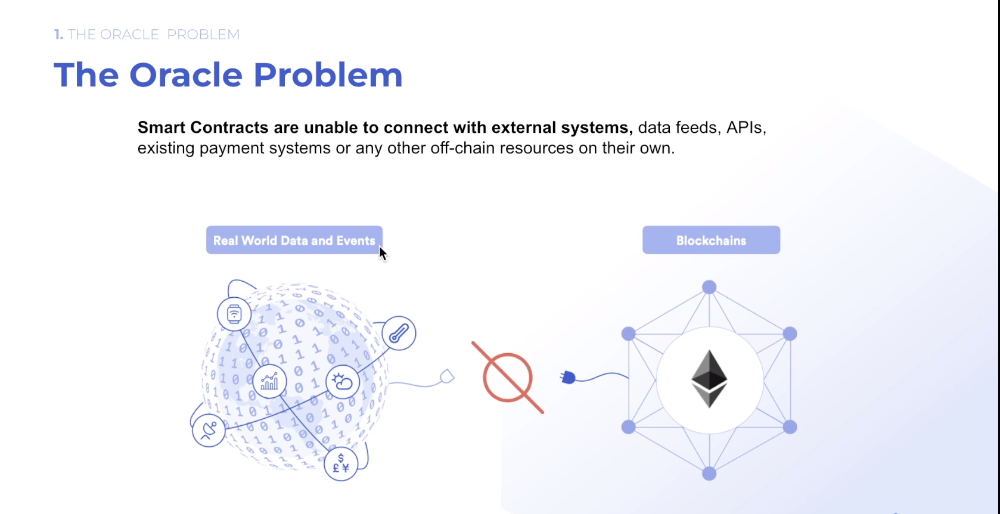 1. THE ORACLE PROBLEM
The Oracle Problem
Smart Contracts are unable to connect with external systems, data feeds, APIs,
existing payment systems or any other off-chain resources on their own.
Real World Data and Events
Blockchains
$
£ ¥